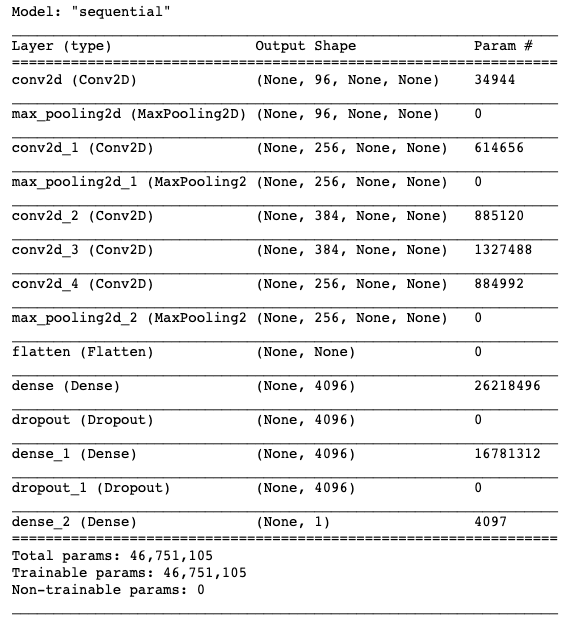 Model: "sequential"
Layer (type) Output Shape Param #
conv2d (Conv2D) (None, 96, None, None) 34944
max_pooling2d (MaxPooling2D) (None, 96, None, None) 0
conv2d_1 (Conv2D) (None, 256, None, None) 614656
max_pooling2d_1 (MaxPooling2 (None, 256, None, None) 0
conv2d_2 (Conv2D) (None, 384, None, None) 885120
conv2d_3 (Conv2D) (None, 384, None, None) 1327488
conv2d_4 (Conv2D) (None, 256, None, None) 884992
max_pooling2d_2 (MaxPooling2 (None, 256, None, None) 0
flatten (Flatten) (None, None) 0
dense (Dense) (None, 4096) 26218496
dropout (Dropout) (None, 4096) 0
dense_1 (Dense) (None, 4096) 16781312
dropout_1 (Dropout) (None, 4096) 0
dense_2 (Dense) (None, 1) 4097
Total params: 46,751,105
Trainable params: 46,751,105
Non-trainable params: 0